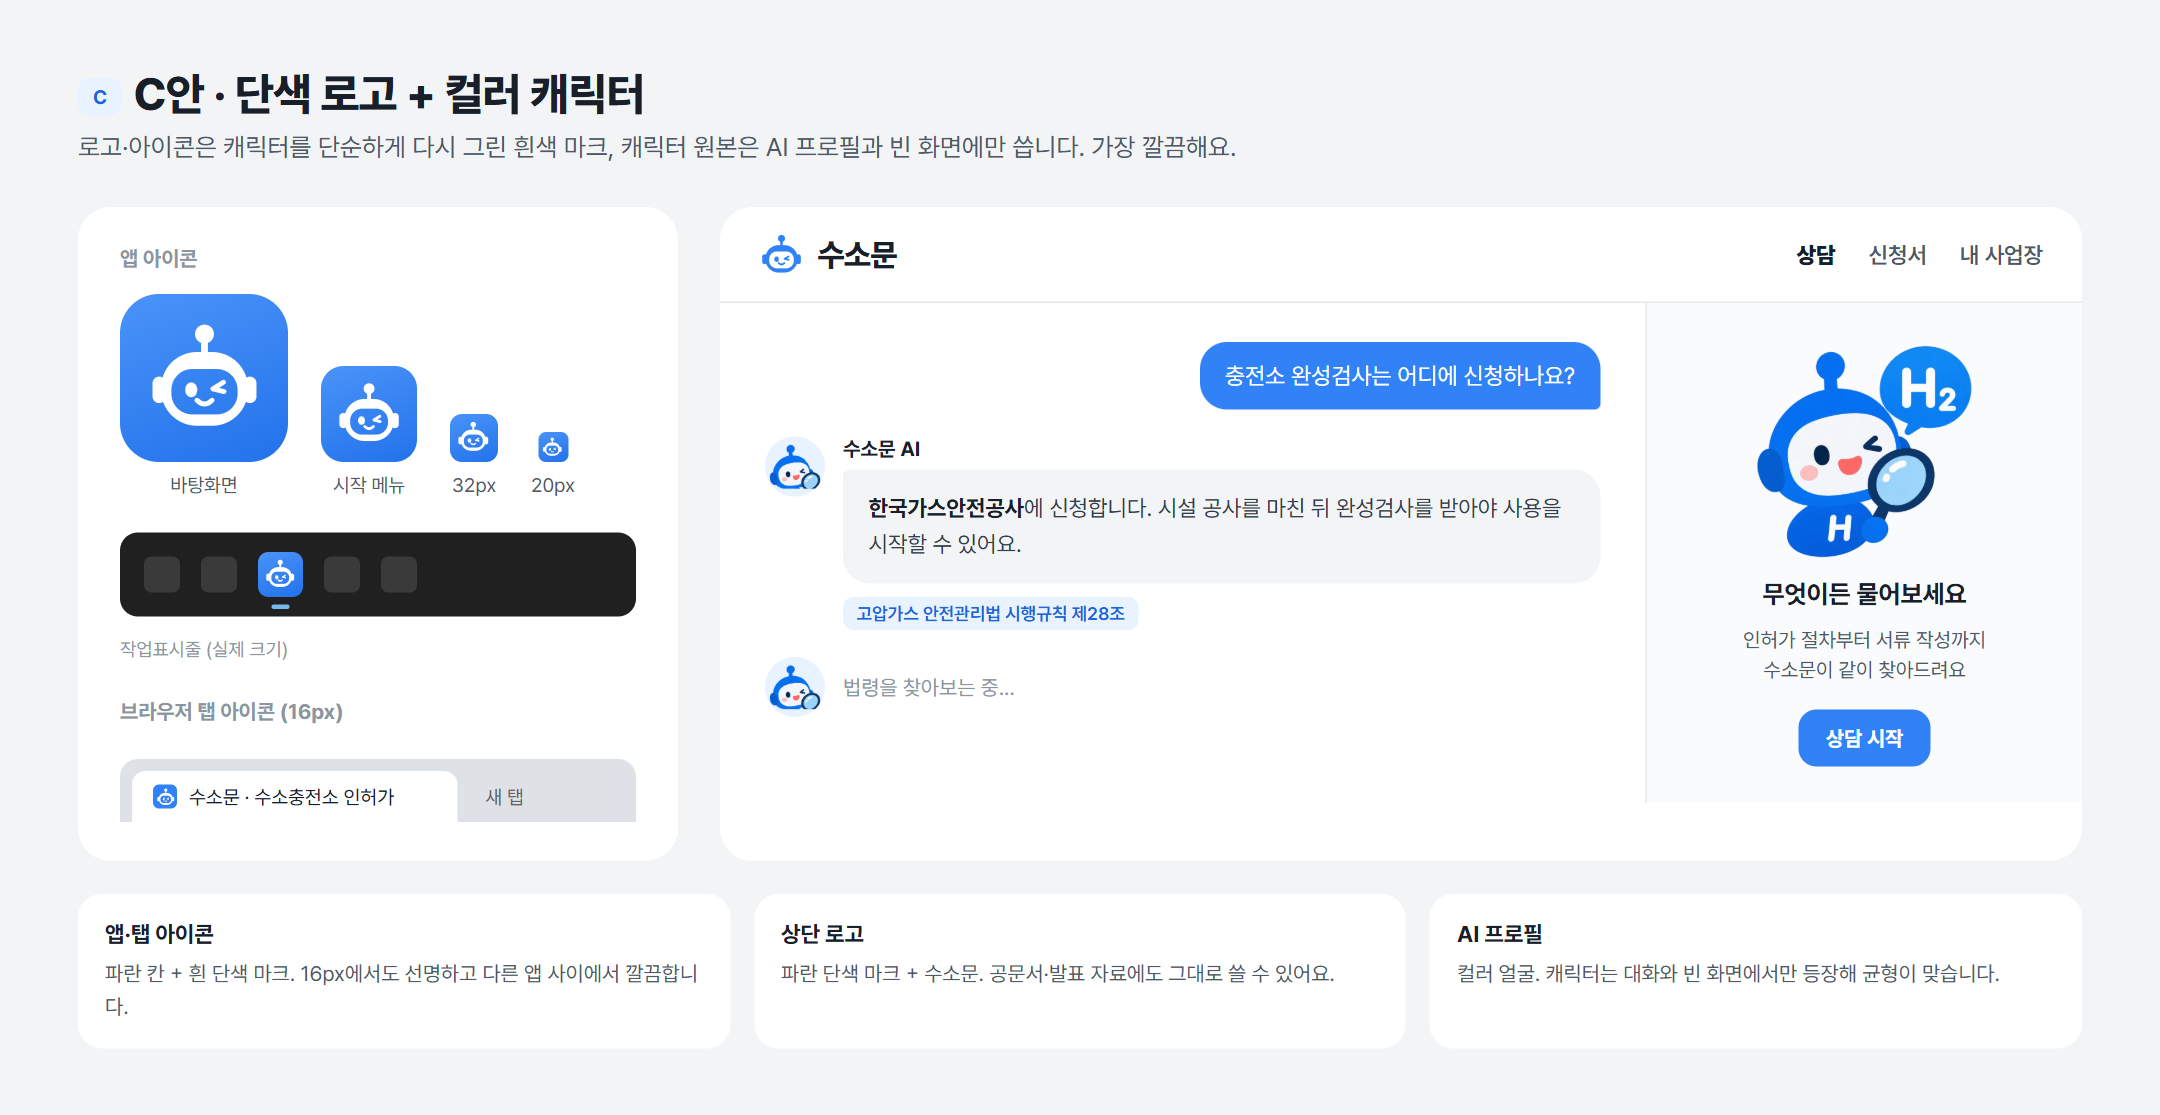 C
C안 · 단색 로고 + 컬러 캐릭터
로고·아이콘은 캐릭터를 단순하게 다시 그린 흰색 마크, 캐릭터 원본은 AI 프로필과 빈 화면에만 씁니다. 가장 깔끔해요.
앱 아이콘
바탕화면
시작 메뉴
32px
20px
작업표시줄 (실제 크기)
브라우저 탭 아이콘 (16px)
수소문 · 수소충전소 인허가
새 탭
수소문
상담
신청서
내 사업장
충전소 완성검사는 어디에 신청하나요?
수소문 AI
한국가스안전공사에 신청합니다. 시설 공사를 마친 뒤 완성검사를 받아야 사용을
시작할 수 있어요.
고압가스 안전관리법 시행규칙 제28조
법령을 찾아보는 중...
H2
H
무엇이든 물어보세요
인허가 절차부터 서류 작성까지
수소문이 같이 찾아드려요
상담 시작
앱·탭 아이콘
파란 칸 + 흰 단색 마크. 16px에서도 선명하고 다른 앱 사이에서 깔끔합니
다.
상단 로고
파란 단색 마크 + 수소문. 공문서·발표 자료에도 그대로 쓸 수 있어요.
AI 프로필
컬러 얼굴. 캐릭터는 대화와 빈 화면에서만 등장해 균형이 맞습니다.